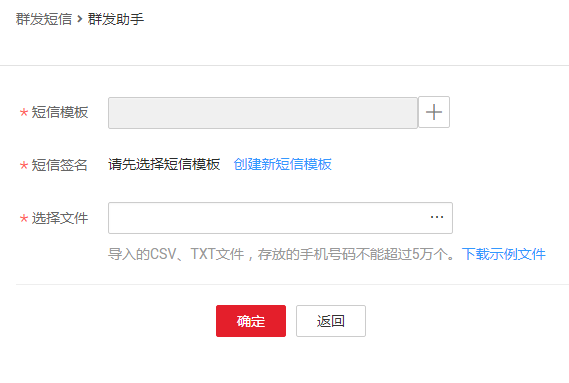 群发短信 > 群发助手
* 短信模板
* 短信签名 请先选择短信模板 创建新短信模板
* 选择文件 ...
导入的CSV、TXT文件，存放的手机号码不能超过5万个。下载示例文件
确定 返回